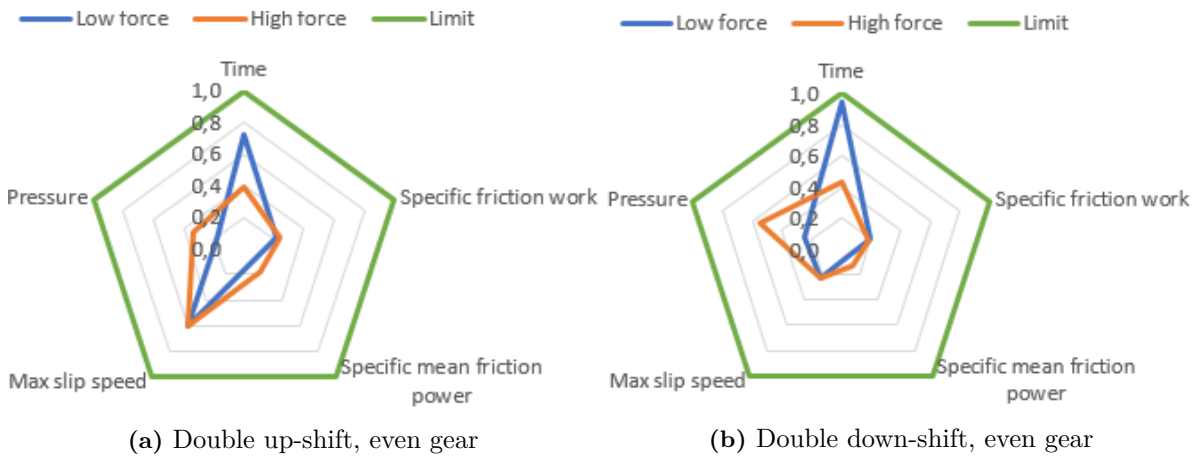 Low force High force Limit
Time
1,0
0,8
0,6
0,4
0,2
0,0
Pressure
Specific friction work
Max slip speed
Specific mean friction
power
(a) Double up-shift, even gear
Low force High force Limit
Time
1,0
0,8
0,6
0,4
0,2
0,0
Pressure
Specific friction work
Max slip speed
Specific mean friction
power
(b) Double down-shift, even gear